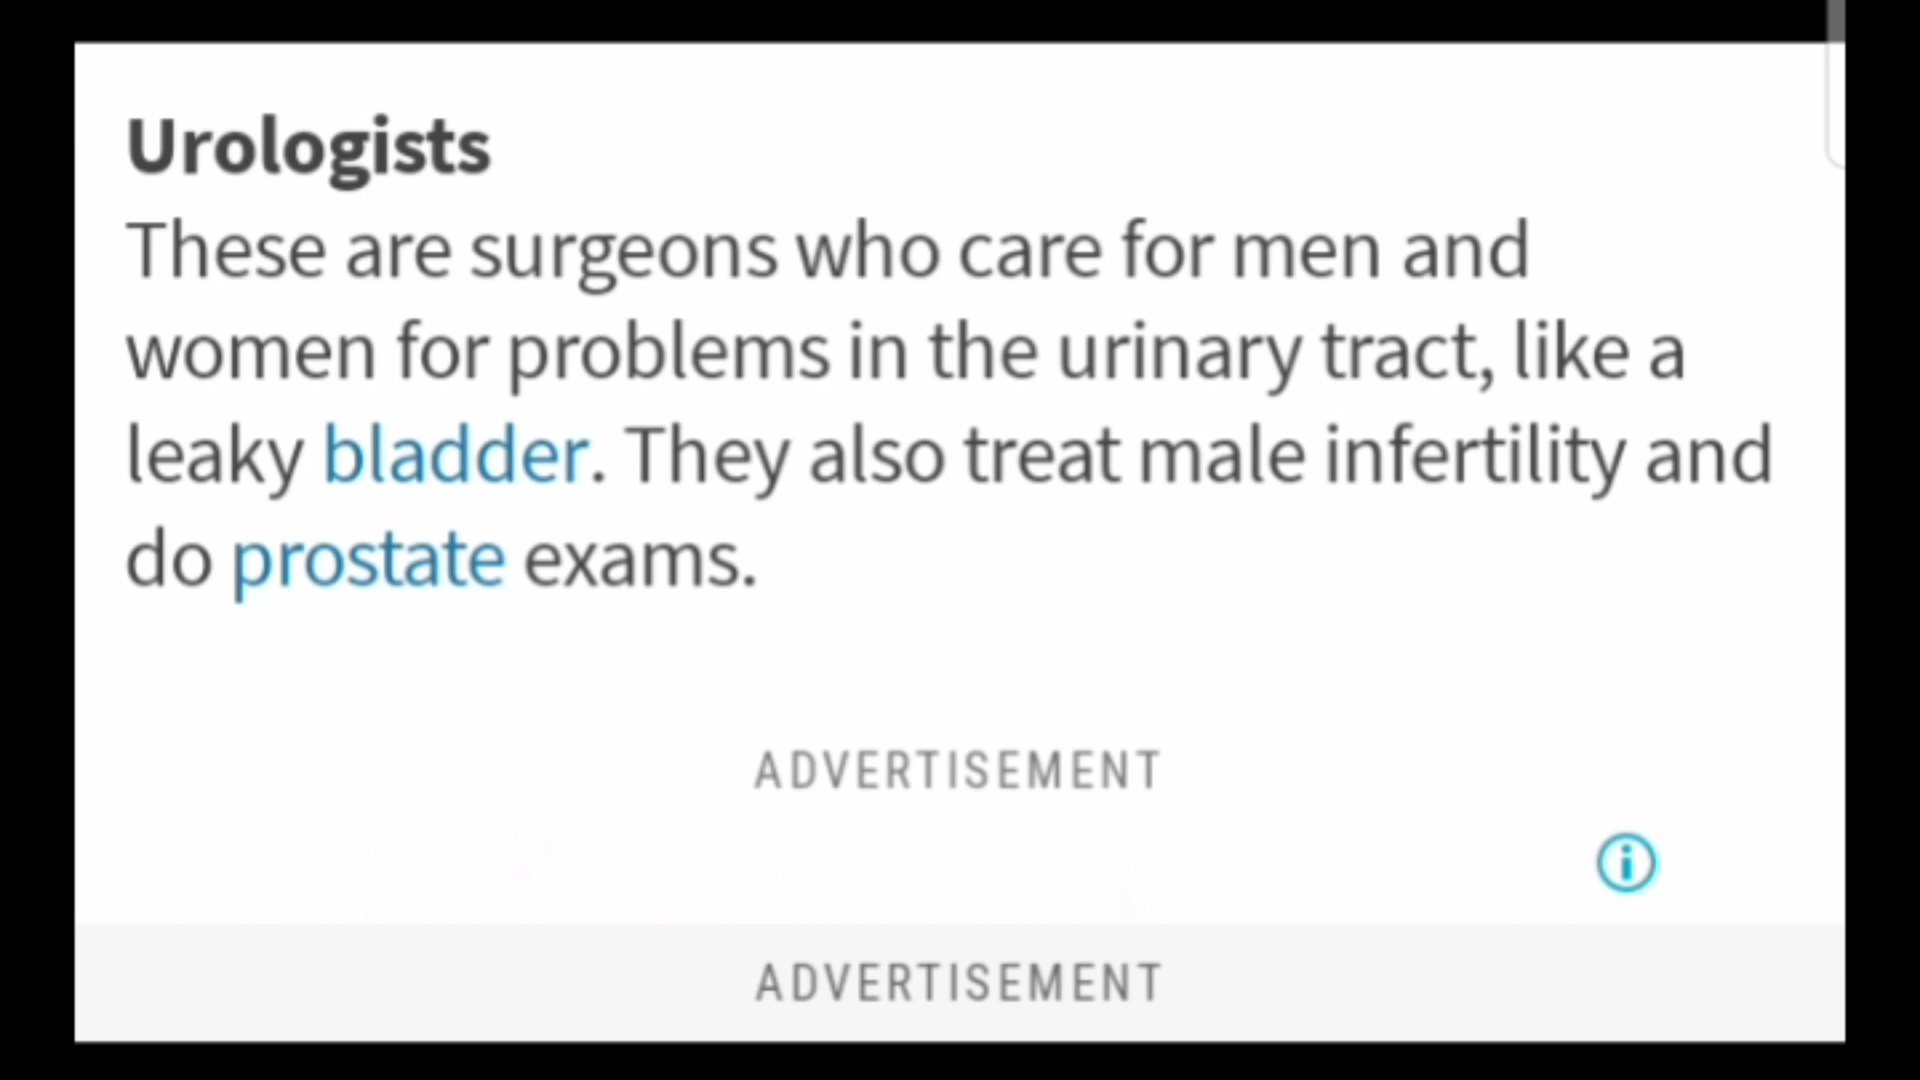 Urologists
These are surgeons who care for men and
women for problems in the urinary tract, like a
leaky bladder. They also treat male infertility and
do prostate exams.
ADVERTISEMENT
ADVERTISEMENT